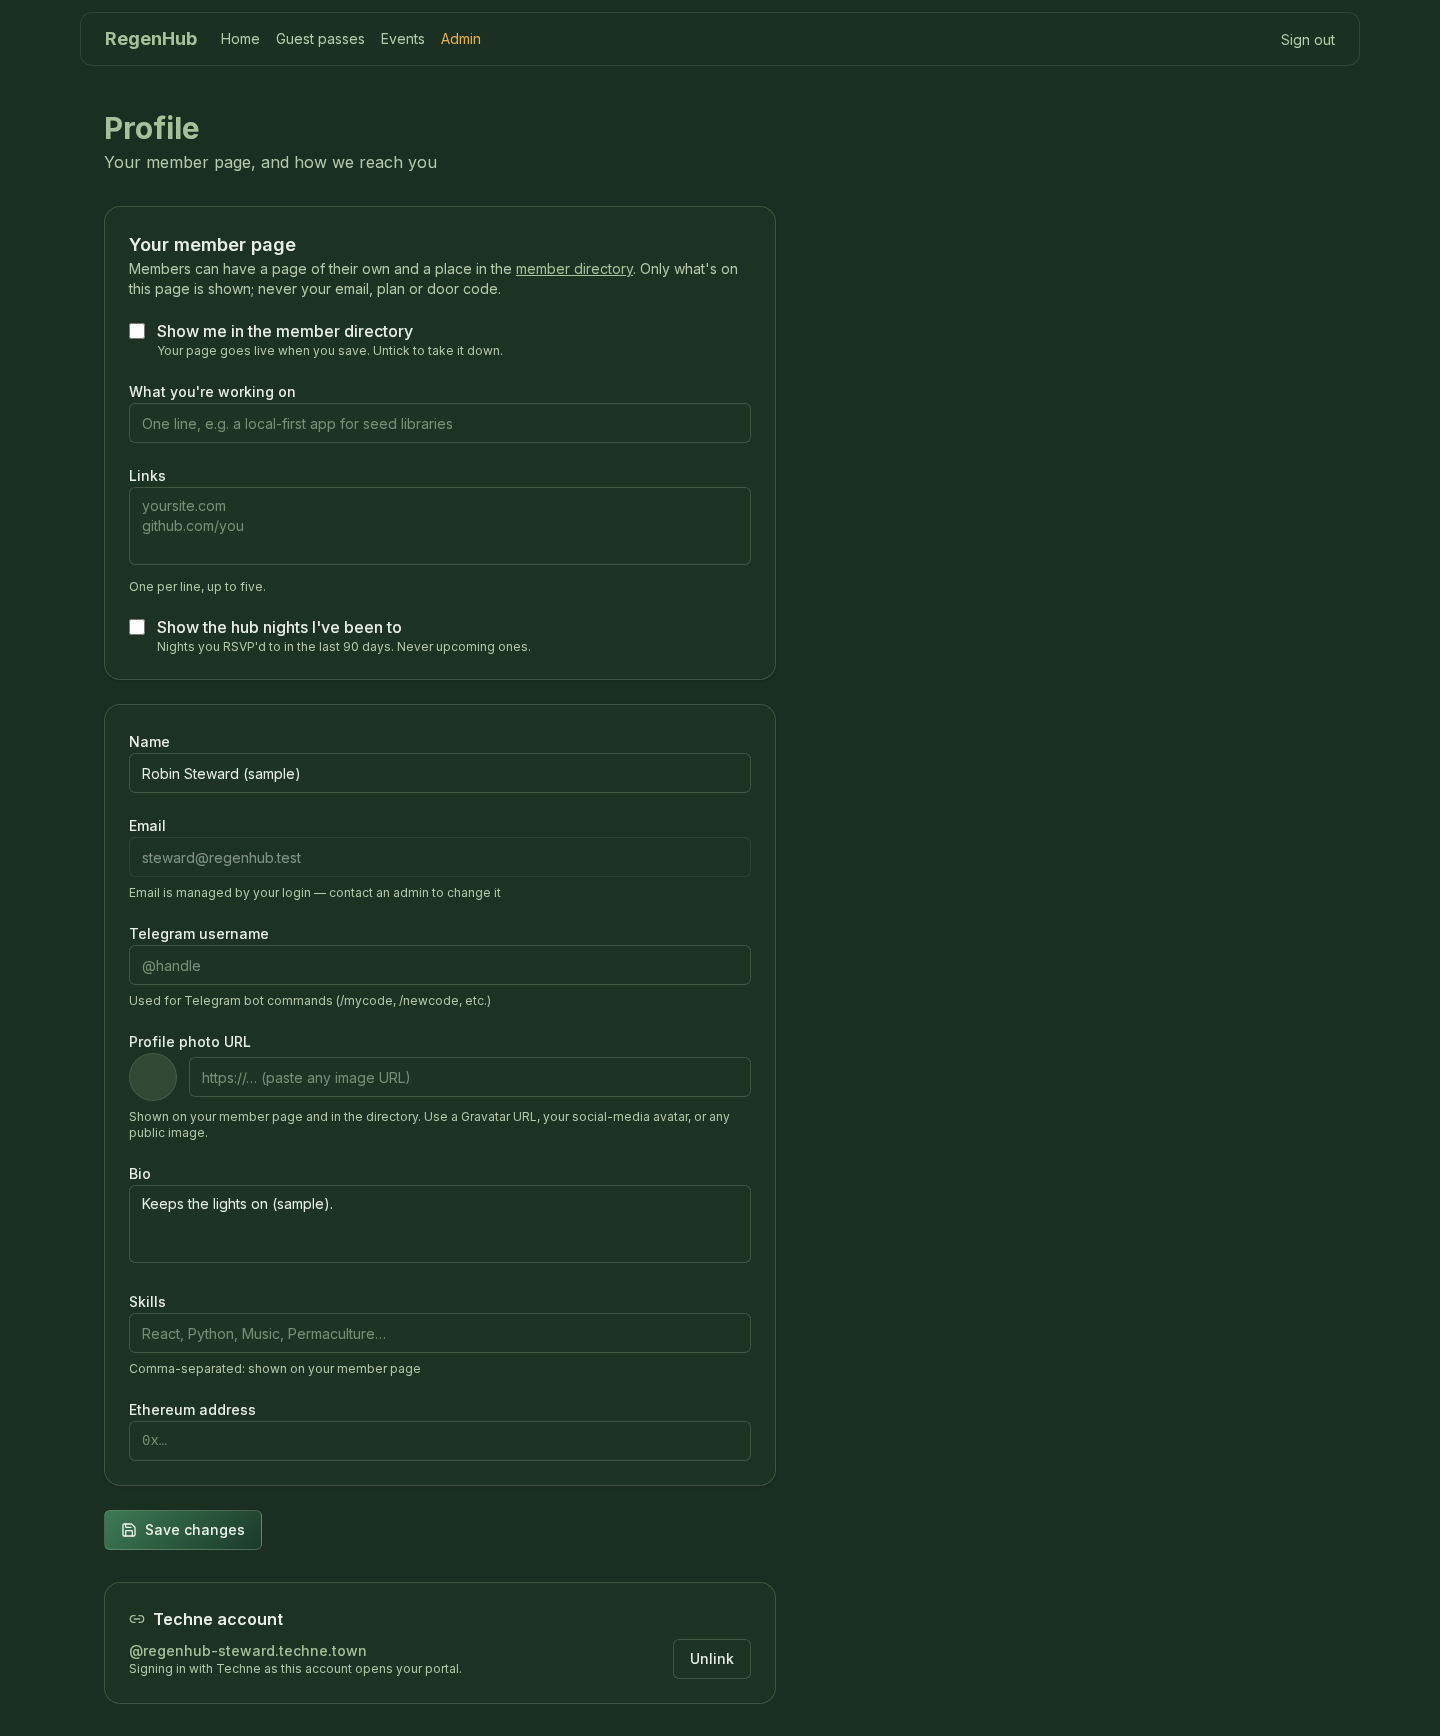 RegenHub Home Guest passes Events Admin Sign out
Profile
Your member page, and how we reach you
Your member page
Members can have a page of their own and a place in the member directory. Only what's on
this page is shown; never your email, plan or door code.
Show me in the member directory
Your page goes live when you save. Untick to take it down.
What you're working on
One line, e.g. a local-first app for seed libraries
Links
yoursite.com
github.com/you
One per line, up to five.
Show the hub nights I've been to
Nights you RSVP'd to in the last 90 days. Never upcoming ones.
Name
Robin Steward (sample)
Email
steward@regenhub.test
Email is managed by your login — contact an admin to change it
Telegram username
@handle
Used for Telegram bot commands (/mycode, /newcode, etc.)
Profile photo URL
https://… (paste any image URL)
Shown on your member page and in the directory. Use a Gravatar URL, your social-media avatar, or any
public image.
Bio
Keeps the lights on (sample).
Skills
React, Python, Music, Permaculture…
Comma-separated: shown on your member page
Ethereum address
0x…
Save changes
Techne account
@regenhub-steward.techne.town
Signing in with Techne as this account opens your portal.
Unlink